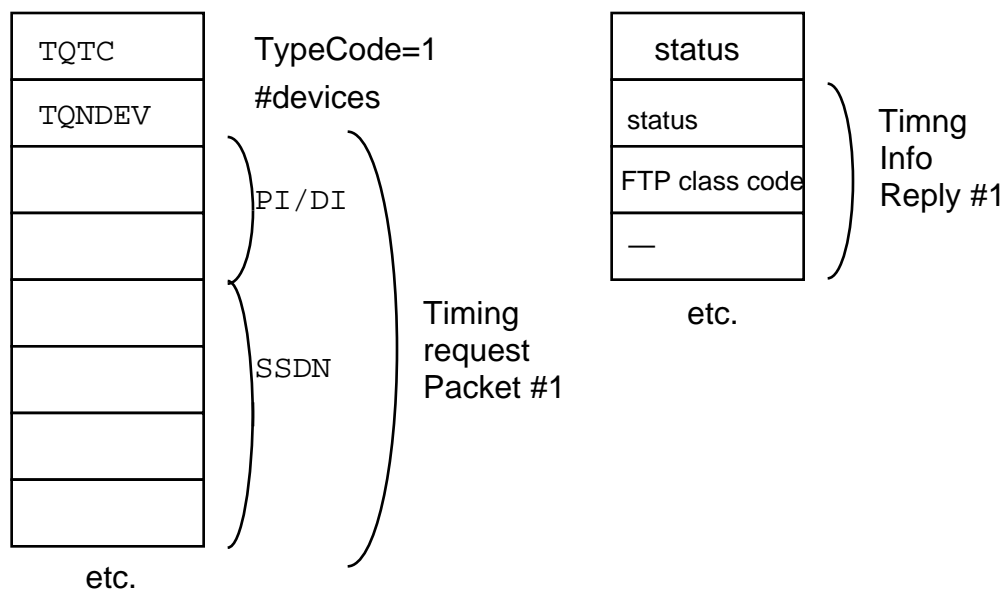 TQTC
TypeCode=1
TQNDEV
#devices
PI/DI
SSDN
Timing
request
Packet #1
etc.
status
status
FTP class code
—
Timng
Info
Reply #1
etc.